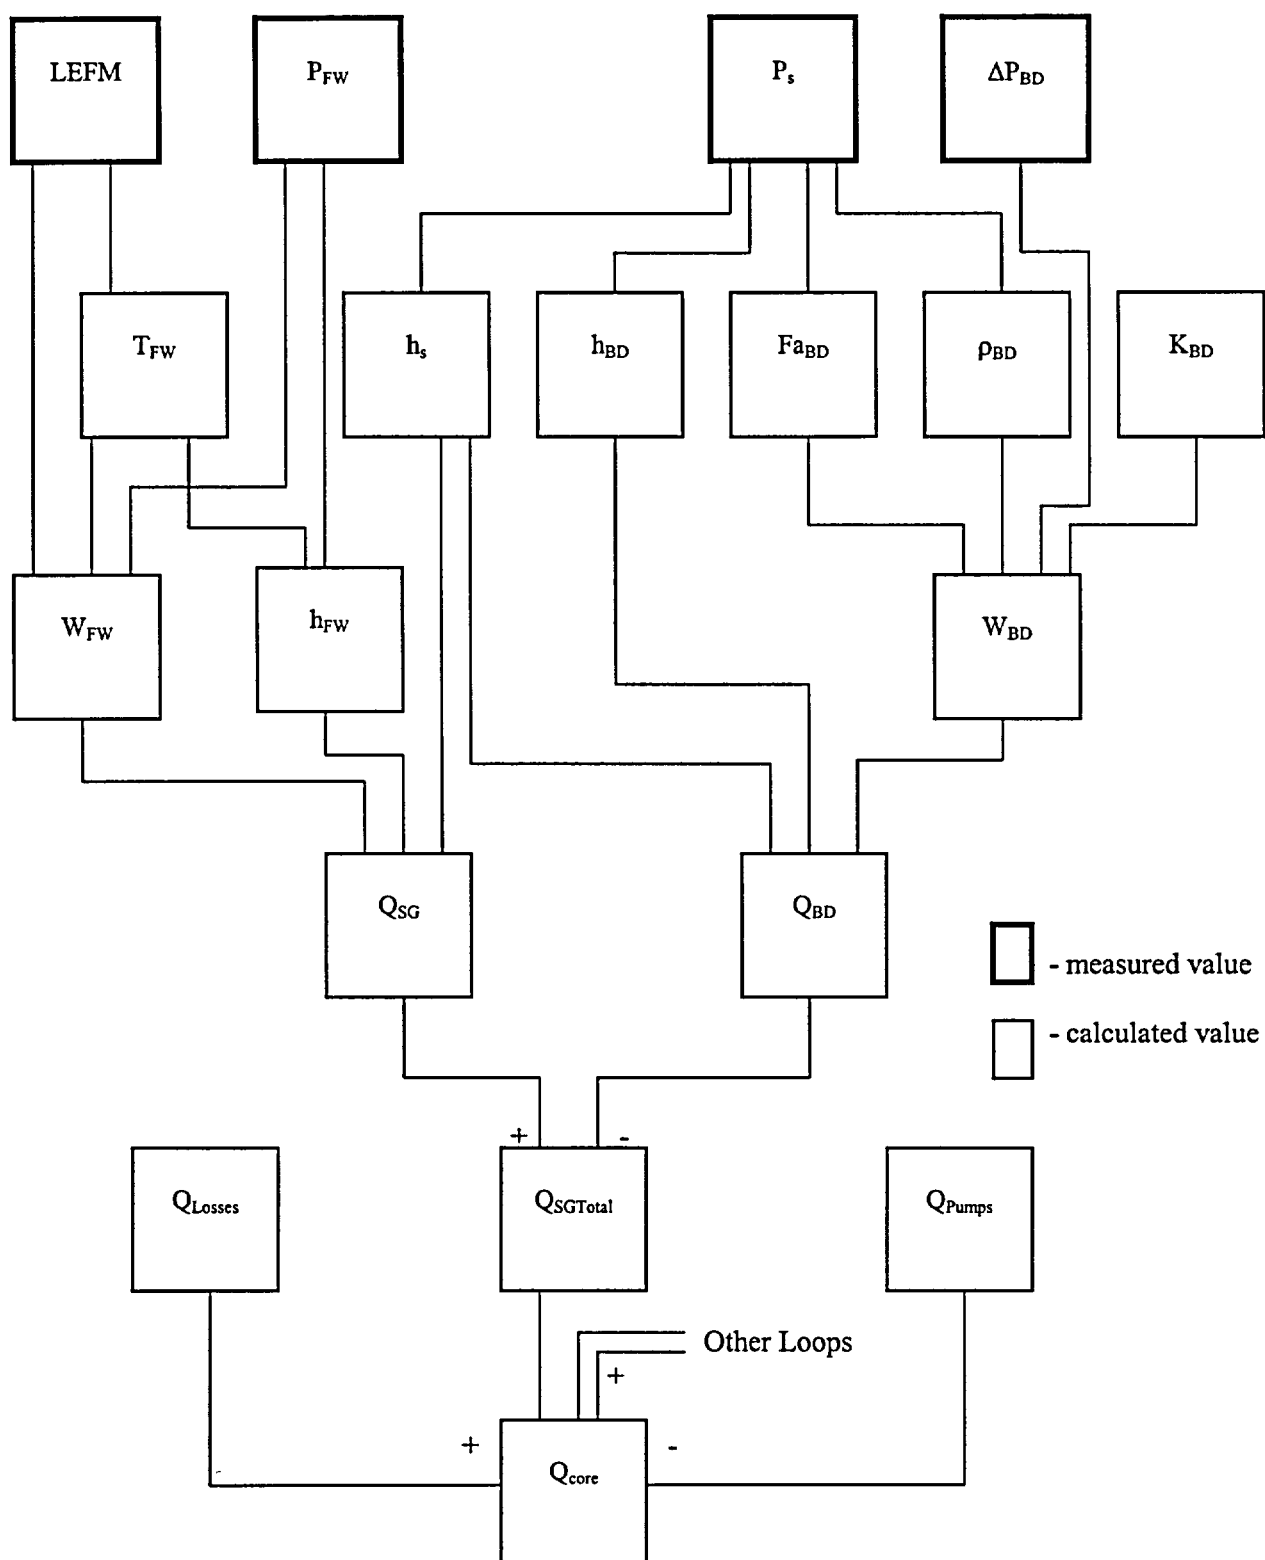 LEFM
P_FW
P_s
ΔP_BD
T_FW
h_s
h_BD
Fa_BD
ρ_BD
K_BD
W_FW
h_FW
W_BD
Q_SG
Q_BD
- measured value
- calculated value
+
-
Q_Losses
Q_SGTotal
Q_Pumps
Other Loops
+
+
-
Q_core